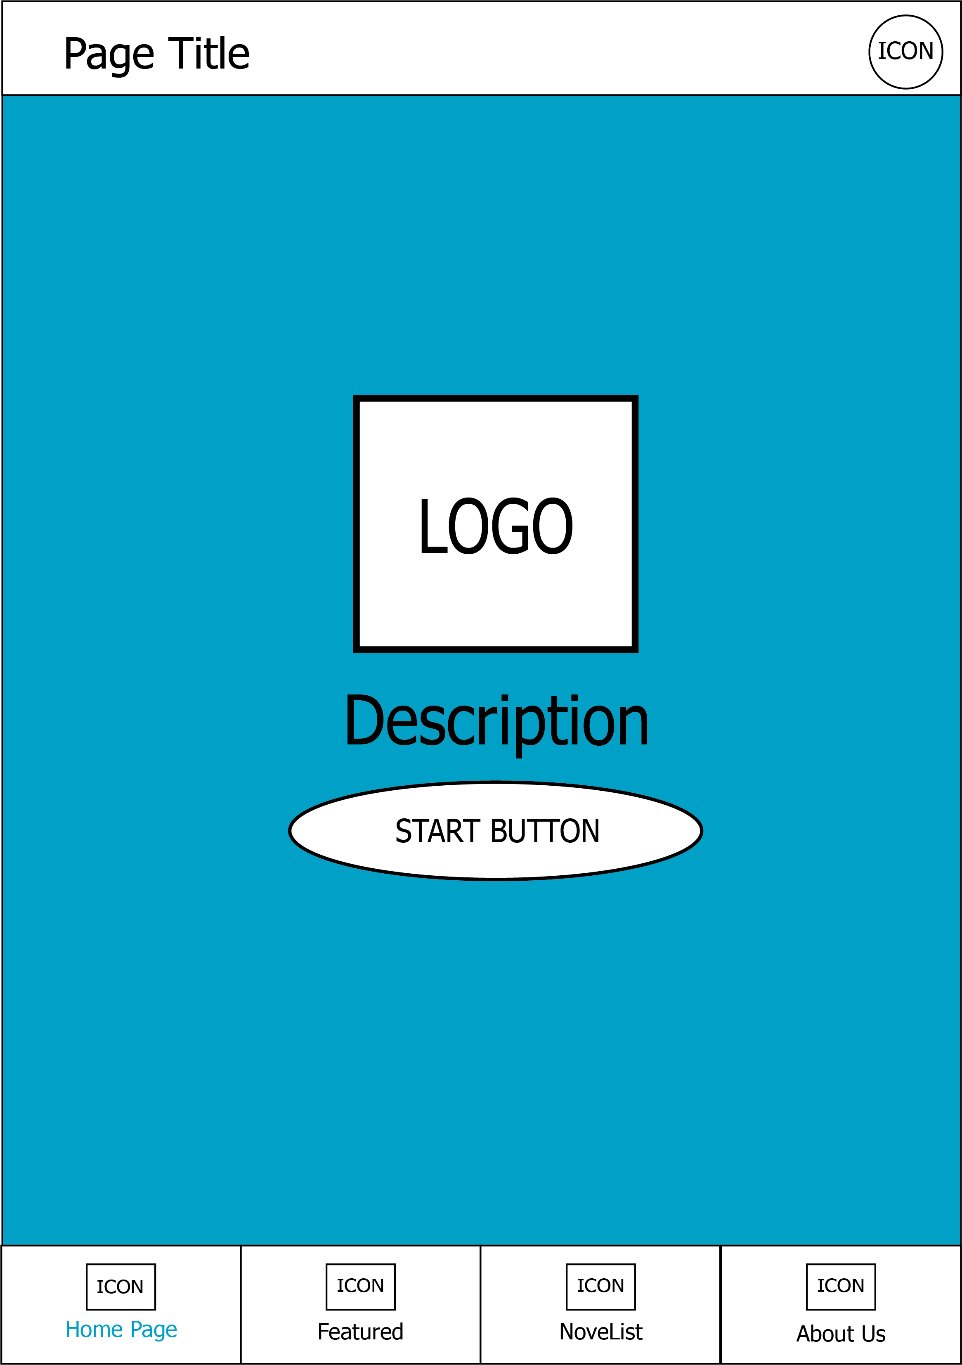 Page Title
ICON
LOGO
Description
START BUTTON
ICON
Home Page
ICON
Featured
ICON
NoveList
ICON
About Us